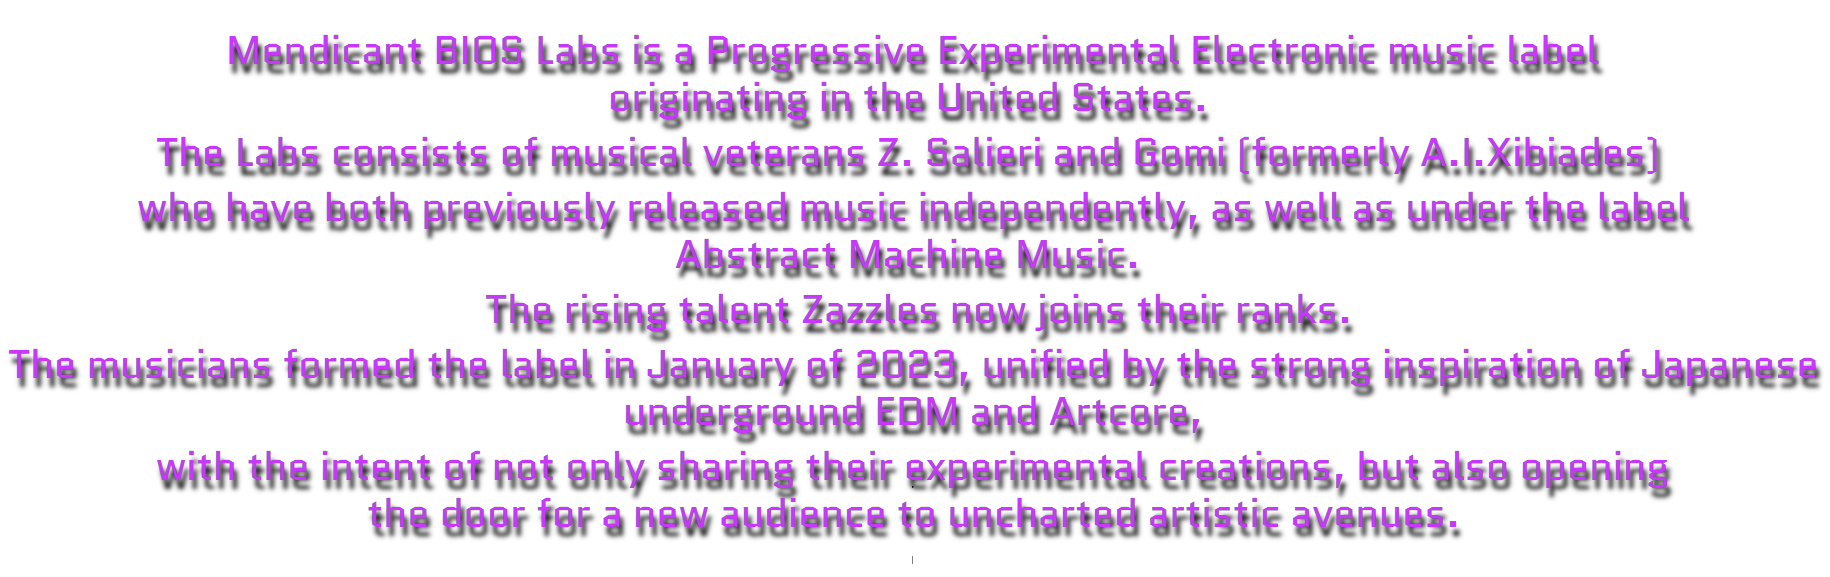 Mendicant BIOS Labs is a Progressive Experimental Electronic music label
originating in the United States.
The Labs consists of musical veterans Z. Salieri and Gomi (formerly A.I.Xibiades)
who have both previously released music independently, as well as under the label
Abstract Machine Music.
The rising talent Zazzles now joins their ranks.
The musicians formed the label in January of 2023, unified by the strong inspiration of Japanese
underground EDM and Artcore,
with the intent of not only sharing their experimental creations, but also opening
the door for a new audience to uncharted artistic avenues.